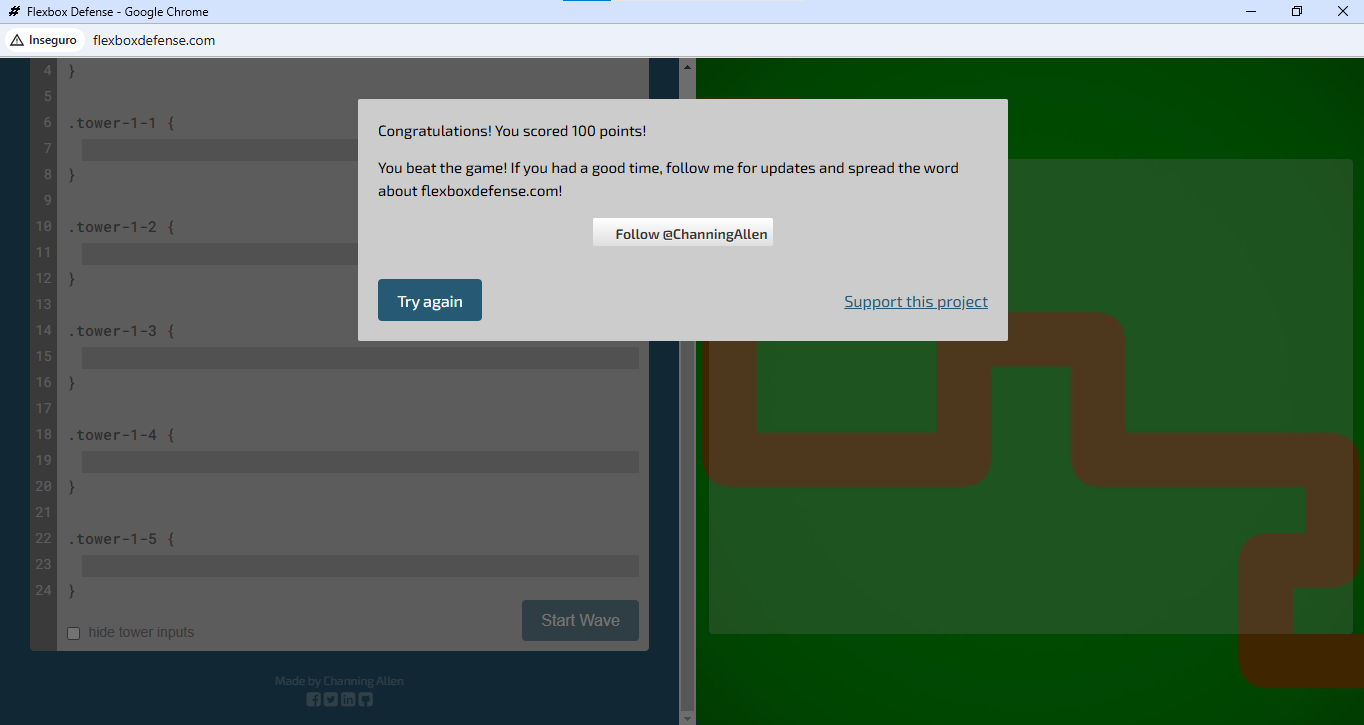 Flexbox Defense - Google Chrome
Inseguro flexboxdefense.com
4 }
5
6 .tower-1-1 {
7
8 }
9
10 .tower-1-2 {
11
12 }
13
14 .tower-1-3 {
15
16 }
17
18 .tower-1-4 {
19
20 }
21
22 .tower-1-5 {
23
24 }
hide tower inputs
Start Wave
Made by Channing Allen
Congratulations! You scored 100 points!
You beat the game! If you had a good time, follow me for updates and spread the word
about flexboxdefense.com!
Follow @ChanningAllen
Try again
Support this project